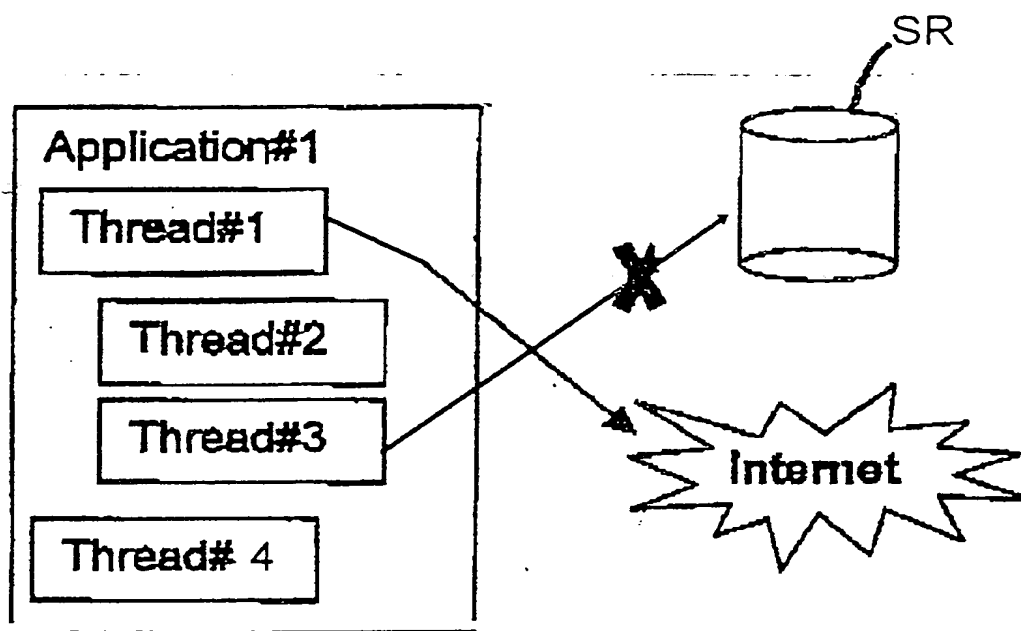 SR
Application#1
Thread#1
Thread#2
Thread#3
Internet
Thread# 4